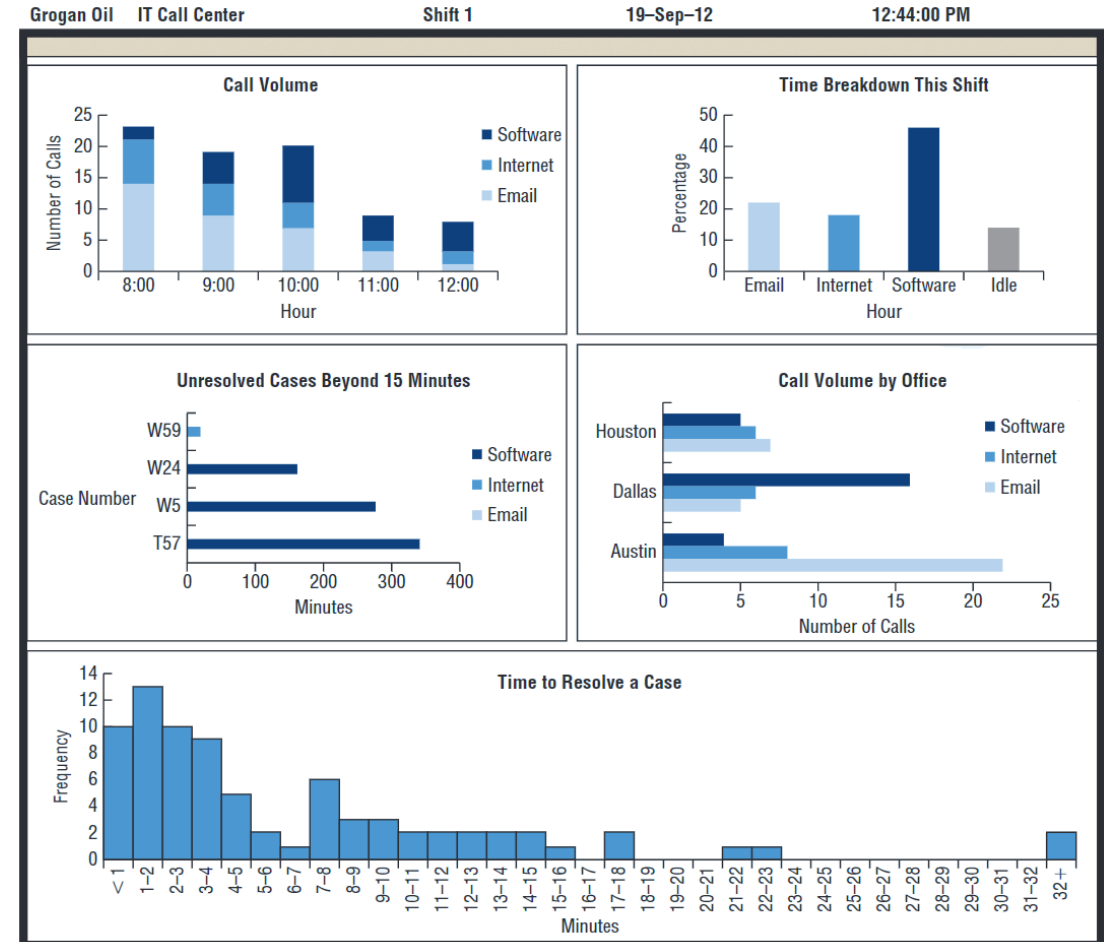 Grogan Oil IT Call Center Shift 1 19–Sep–12 12:44:00 PM
Call Volume
Number of Calls
25
20
15
10
5
0
8:00 9:00 10:00 11:00 12:00
Hour
Software
Internet
Email
Time Breakdown This Shift
Percentage
50
40
30
20
10
0
Email Internet Software Idle
Hour
Unresolved Cases Beyond 15 Minutes
Case Number
W59
W24
W5
T57
0 100 200 300 400
Minutes
Software
Internet
Email
Call Volume by Office
Houston
Dallas
Austin
0 5 10 15 20 25
Number of Calls
Software
Internet
Email
Time to Resolve a Case
Frequency
14
12
10
8
6
4
2
0
< 1 1–2 2–3 3–4 4–5 5–6 6–7 7–8 8–9 9–10 10–11 11–12 12–13 13–14 14–15 15–16 16–17 17–18 18–19 19–20 20–21 21–22 22–23 23–24 24–25 25–26 26–27 27–28 28–29 29–30 30–31 31-32 32+
Minutes